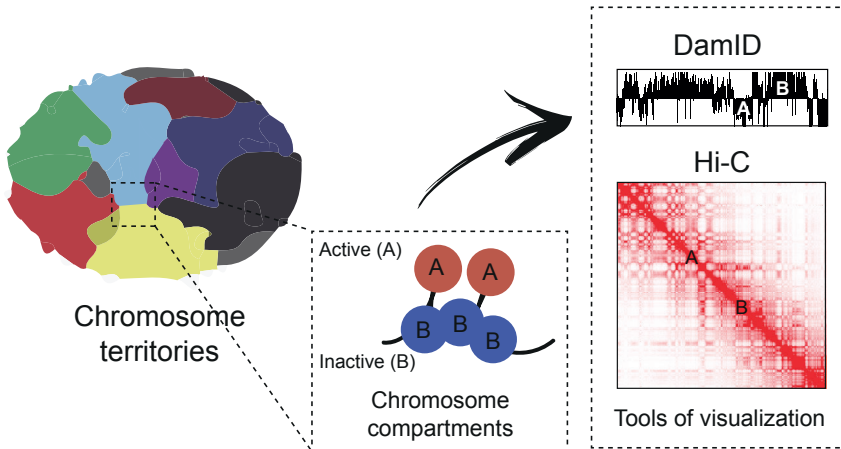 Chromosome
territories
Active (A)
A
A
B
B
B
Inactive (B)
Chromosome
compartments
DamID
B
A
Hi-C
A
B
Tools of visualization